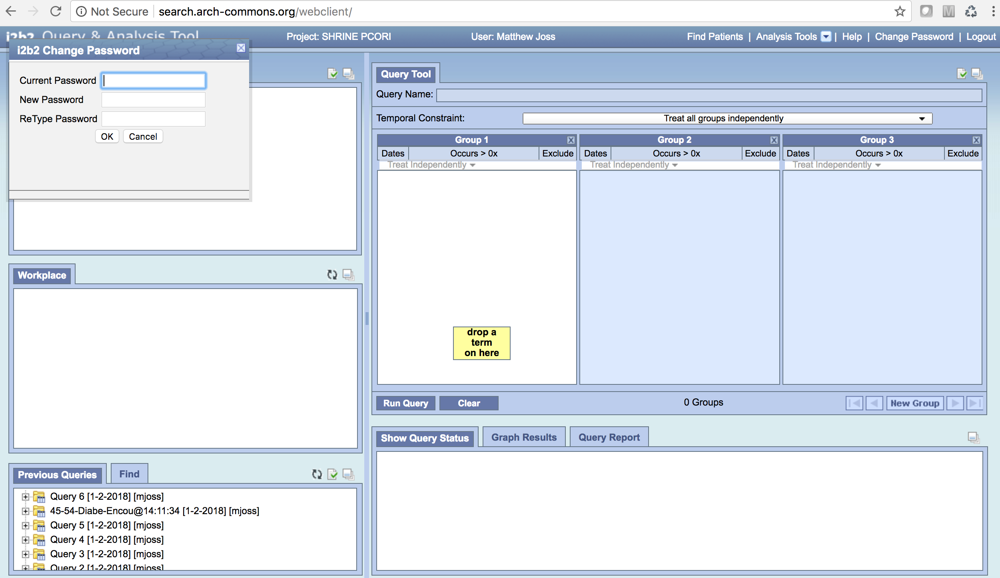 Not Secure search.arch-commons.org/webclient/
i2b2 Query & Analysis Tool
Project: SHRINE PCORI
User: Matthew Joss
Find Patients | Analysis Tools | Help | Change Password | Logout
i2b2 Change Password
Current Password
New Password
ReType Password
OK Cancel
Workplace
Previous Queries Find
Query 6 [1-2-2018] [mjoss]
45-54-Diabe-Encou@14:11:34 [1-2-2018] [mjoss]
Query 5 [1-2-2018] [mjoss]
Query 4 [1-2-2018] [mjoss]
Query 3 [1-2-2018] [mjoss]
Query 2 [1-2-2018] [mjoss]
Query Tool
Query Name:
Temporal Constraint: Treat all groups independently
Group 1 Group 2 Group 3
Dates Occurs > 0x Exclude Dates Occurs > 0x Exclude Dates Occurs > 0x Exclude
Treat Independently Treat Independently Treat Independently
drop a
term
on here
Run Query Clear 0 Groups New Group
Show Query Status Graph Results Query Report